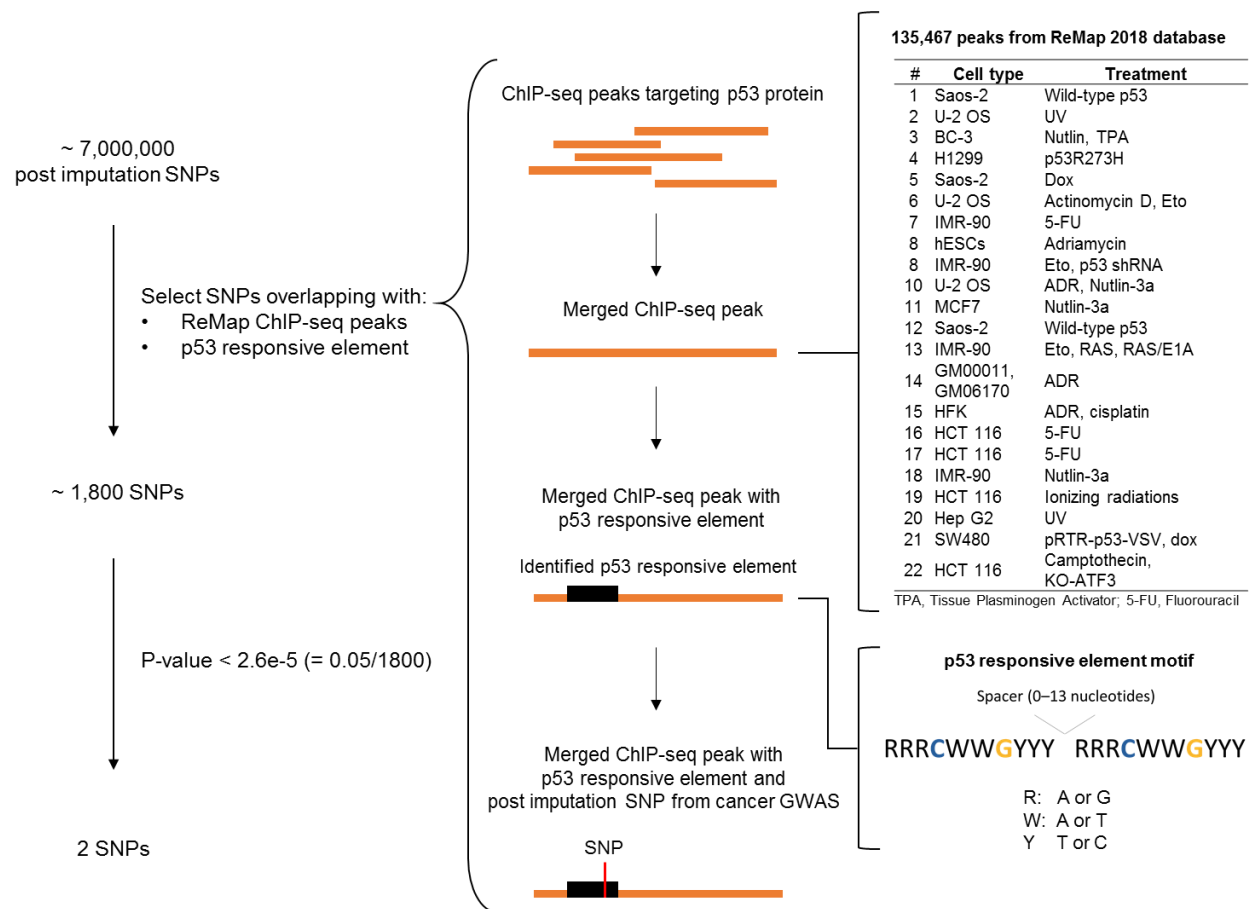 ~ 7,000,000
post imputation SNPs
Select SNPs overlapping with:
• ReMap ChIP-seq peaks
• p53 responsive element
~ 1,800 SNPs
P-value < 2.6e-5 (= 0.05/1800)
2 SNPs
ChIP-seq peaks targeting p53 protein
Merged ChIP-seq peak
Merged ChIP-seq peak with
p53 responsive element
Identified p53 responsive element
Merged ChIP-seq peak with
p53 responsive element and
post imputation SNP from cancer GWAS
SNP
135,467 peaks from ReMap 2018 database
# Cell type Treatment
1 Saos-2 Wild-type p53
2 U-2 OS UV
3 BC-3 Nutlin, TPA
4 H1299 p53R273H
5 Saos-2 Dox
6 U-2 OS Actinomycin D, Eto
7 IMR-90 5-FU
8 hESCs Adriamycin
8 IMR-90 Eto, p53 shRNA
10 U-2 OS ADR, Nutlin-3a
11 MCF7 Nutlin-3a
12 Saos-2 Wild-type p53
13 IMR-90 Eto, RAS, RAS/E1A
14 GM00011, GM06170 ADR
15 HFK ADR, cisplatin
16 HCT 116 5-FU
17 HCT 116 5-FU
18 IMR-90 Nutlin-3a
19 HCT 116 Ionizing radiations
20 Hep G2 UV
21 SW480 pRTR-p53-VSV, dox
22 HCT 116 Camptothecin, KO-ATF3
TPA, Tissue Plasminogen Activator; 5-FU, Fluorouracil
p53 responsive element motif
Spacer (0–13 nucleotides)
RRRCWWGYYY RRRCWWGYYY
R: A or G
W: A or T
Y T or C